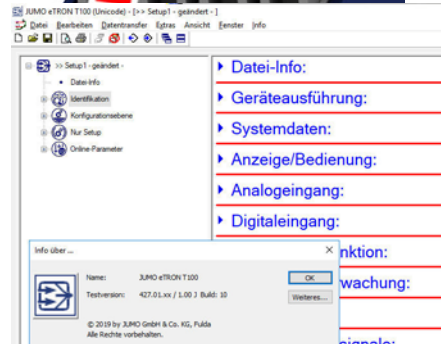 JUMO eTRON T100 (Unicode) - [>> Setup1 - geändert - ]
Datei Bearbeiten Datentransfer Extras Ansicht Fenster Info
>> Setup1 - geändert -
Datei-Info
Identifikation
Konfigurationsebene
Nur Setup
Online-Parameter
Datei-Info:
Geräteausführung:
Systemdaten:
Anzeige/Bedienung:
Analogeingang:
Digitaleingang:
nktion:
wachung:
Info über ...
Name: JUMO eTRON T100
OK
Testversion: 427.01.xx / 1.00 J Build: 10
Weiteres...
© 2019 by JUMO GmbH & Co. KG, Fulda
Alle Rechte vorbehalten.